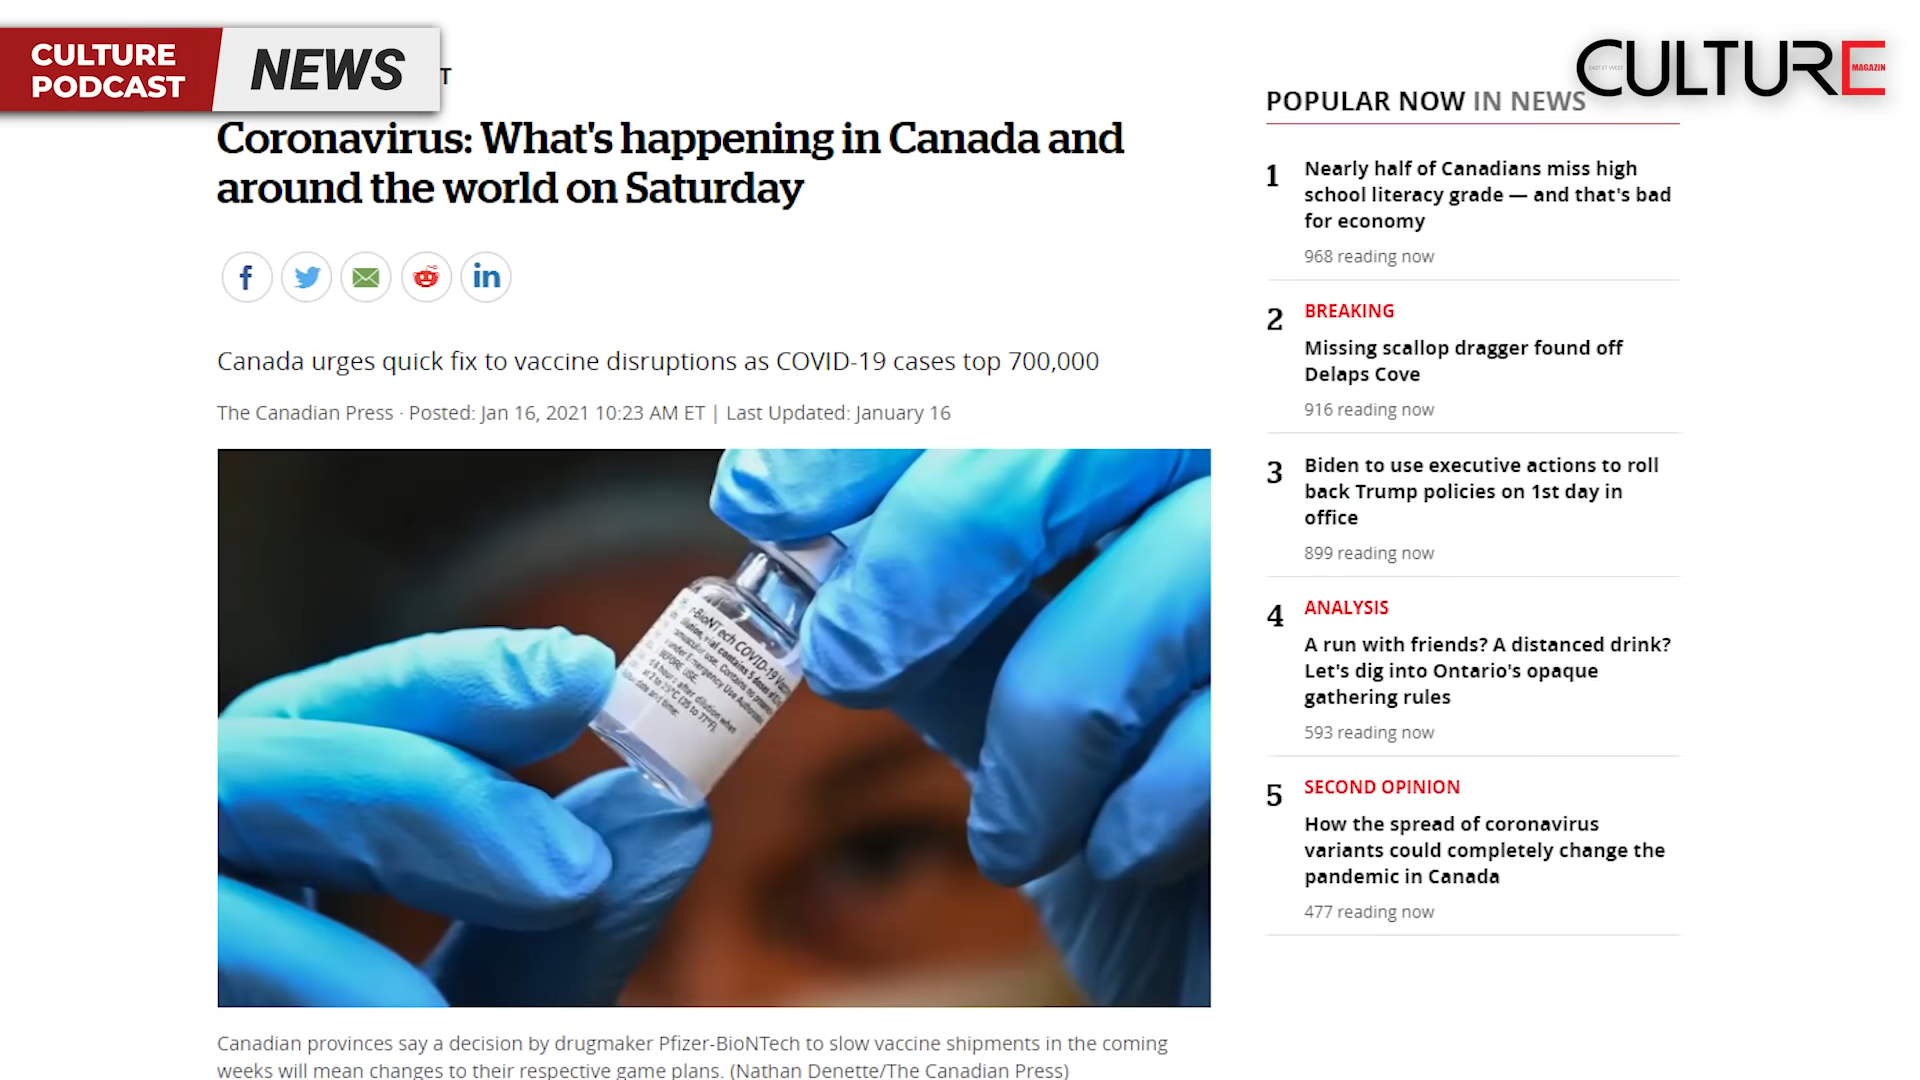 CULTURE
PODCAST
NEWS
T
CULTURE
MAGAZIN
Coronavirus: What's happening in Canada and
around the world on Saturday
Canada urges quick fix to vaccine disruptions as COVID-19 cases top 700,000
The Canadian Press · Posted: Jan 16, 2021 10:23 AM ET | Last Updated: January 16
-BioNTech COVID-19
BEFORE USE.
Canadian provinces say a decision by drugmaker Pfizer-BioNTech to slow vaccine shipments in the coming
weeks will mean changes to their respective game plans. (Nathan Denette/The Canadian Press)
POPULAR NOW IN NEWS
1
Nearly half of Canadians miss high
school literacy grade — and that's bad
for economy
968 reading now
2
BREAKING
Missing scallop dragger found off
Delaps Cove
916 reading now
3
Biden to use executive actions to roll
back Trump policies on 1st day in
office
899 reading now
4
ANALYSIS
A run with friends? A distanced drink?
Let's dig into Ontario's opaque
gathering rules
593 reading now
5
SECOND OPINION
How the spread of coronavirus
variants could completely change the
pandemic in Canada
477 reading now